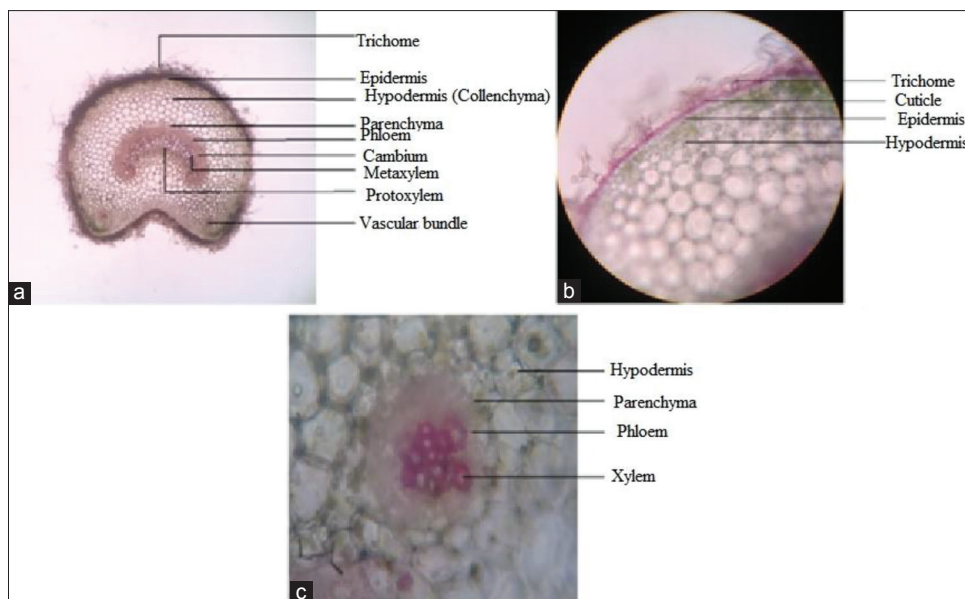 Trichome
Epidermis
Hypodermis (Collenchyma)
Parenchyma
Phloem
Cambium
Metaxylem
Protoxylem
Vascular bundle
a
Trichome
Cuticle
Epidermis
Hypodermis
b
Hypodermis
Parenchyma
Phloem
Xylem
c